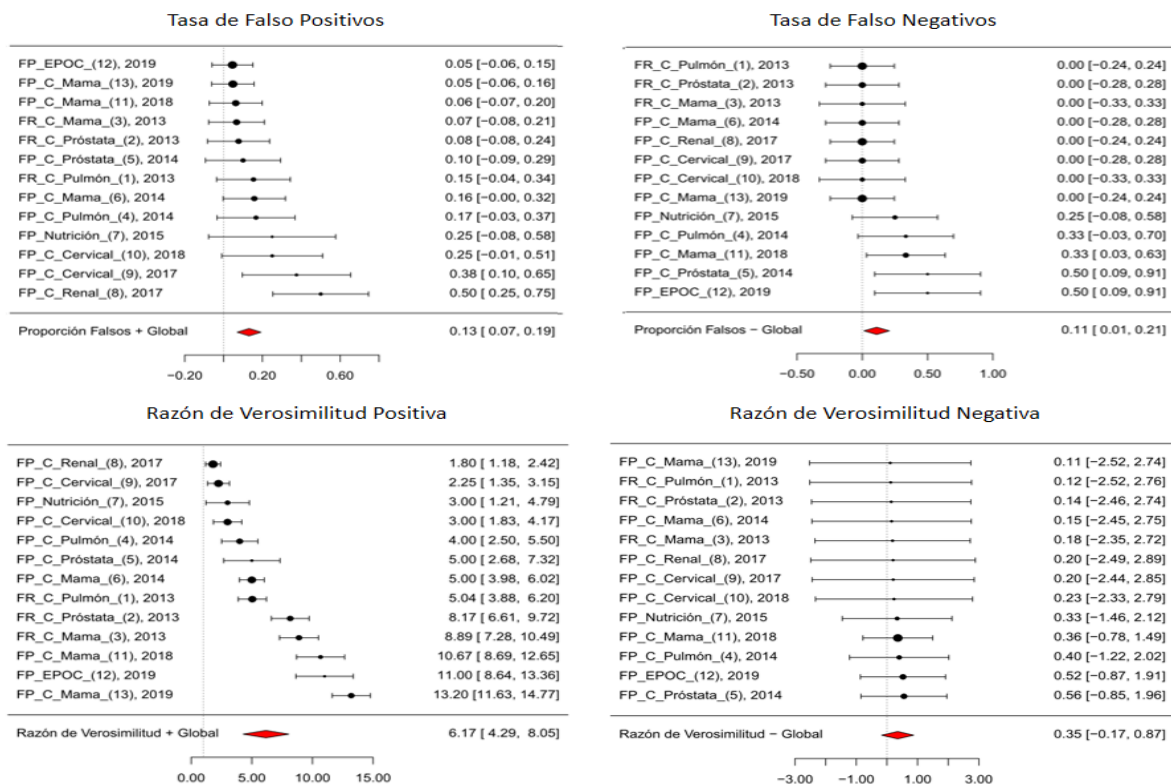 Tasa de Falso Positivos
FP_EPOC_(12), 2019 0.05 [−0.06, 0.15]
FP_C_Mama_(13), 2019 0.05 [−0.06, 0.16]
FP_C_Mama_(11), 2018 0.06 [−0.07, 0.20]
FR_C_Mama_(3), 2013 0.07 [−0.08, 0.21]
FR_C_Próstata_(2), 2013 0.08 [−0.08, 0.24]
FP_C_Próstata_(5), 2014 0.10 [−0.09, 0.29]
FR_C_Pulmón_(1), 2013 0.15 [−0.04, 0.34]
FP_C_Mama_(6), 2014 0.16 [−0.00, 0.32]
FP_C_Pulmón_(4), 2014 0.17 [−0.03, 0.37]
FP_Nutrición_(7), 2015 0.25 [−0.08, 0.58]
FP_C_Cervical_(10), 2018 0.25 [−0.01, 0.51]
FP_C_Cervical_(9), 2017 0.38 [ 0.10, 0.65]
FP_C_Renal_(8), 2017 0.50 [ 0.25, 0.75]
Proporción Falsos + Global 0.13 [ 0.07, 0.19]
−0.20 0.20 0.60
Tasa de Falso Negativos
FR_C_Pulmón_(1), 2013 0.00 [−0.24, 0.24]
FR_C_Próstata_(2), 2013 0.00 [−0.28, 0.28]
FR_C_Mama_(3), 2013 0.00 [−0.33, 0.33]
FP_C_Mama_(6), 2014 0.00 [−0.28, 0.28]
FP_C_Renal_(8), 2017 0.00 [−0.24, 0.24]
FP_C_Cervical_(9), 2017 0.00 [−0.28, 0.28]
FP_C_Cervical_(10), 2018 0.00 [−0.33, 0.33]
FP_C_Mama_(13), 2019 0.00 [−0.24, 0.24]
FP_Nutrición_(7), 2015 0.25 [−0.08, 0.58]
FP_C_Pulmón_(4), 2014 0.33 [−0.03, 0.70]
FP_C_Mama_(11), 2018 0.33 [ 0.03, 0.63]
FP_C_Próstata_(5), 2014 0.50 [ 0.09, 0.91]
FP_EPOC_(12), 2019 0.50 [ 0.09, 0.91]
Proporción Falsos − Global 0.11 [ 0.01, 0.21]
−0.50 0.00 0.50 1.00
Razón de Verosimilitud Positiva
FP_C_Renal_(8), 2017 1.80 [ 1.18, 2.42]
FP_C_Cervical_(9), 2017 2.25 [ 1.35, 3.15]
FP_Nutrición_(7), 2015 3.00 [ 1.21, 4.79]
FP_C_Cervical_(10), 2018 3.00 [ 1.83, 4.17]
FP_C_Pulmón_(4), 2014 4.00 [ 2.50, 5.50]
FP_C_Próstata_(5), 2014 5.00 [ 2.68, 7.32]
FP_C_Mama_(6), 2014 5.00 [ 3.98, 6.02]
FR_C_Pulmón_(1), 2013 5.04 [ 3.88, 6.20]
FR_C_Próstata_(2), 2013 8.17 [ 6.61, 9.72]
FR_C_Mama_(3), 2013 8.89 [ 7.28, 10.49]
FP_C_Mama_(11), 2018 10.67 [ 8.69, 12.65]
FP_EPOC_(12), 2019 11.00 [ 8.64, 13.36]
FP_C_Mama_(13), 2019 13.20 [11.63, 14.77]
Razón de Verosimilitud + Global 6.17 [ 4.29, 8.05]
0.00 5.00 10.00 15.00
Razón de Verosimilitud Negativa
FP_C_Mama_(13), 2019 0.11 [−2.52, 2.74]
FR_C_Pulmón_(1), 2013 0.12 [−2.52, 2.76]
FR_C_Próstata_(2), 2013 0.14 [−2.46, 2.74]
FP_C_Mama_(6), 2014 0.15 [−2.45, 2.75]
FR_C_Mama_(3), 2013 0.18 [−2.35, 2.72]
FP_C_Renal_(8), 2017 0.20 [−2.49, 2.89]
FP_C_Cervical_(9), 2017 0.20 [−2.44, 2.85]
FP_C_Cervical_(10), 2018 0.23 [−2.33, 2.79]
FP_Nutrición_(7), 2015 0.33 [−1.46, 2.12]
FP_C_Mama_(11), 2018 0.36 [−0.78, 1.49]
FP_C_Pulmón_(4), 2014 0.40 [−1.22, 2.02]
FP_EPOC_(12), 2019 0.52 [−0.87, 1.91]
FP_C_Próstata_(5), 2014 0.56 [−0.85, 1.96]
Razón de Verosimilitud − Global 0.35 [−0.17, 0.87]
−3.00 −1.00 1.00 3.00